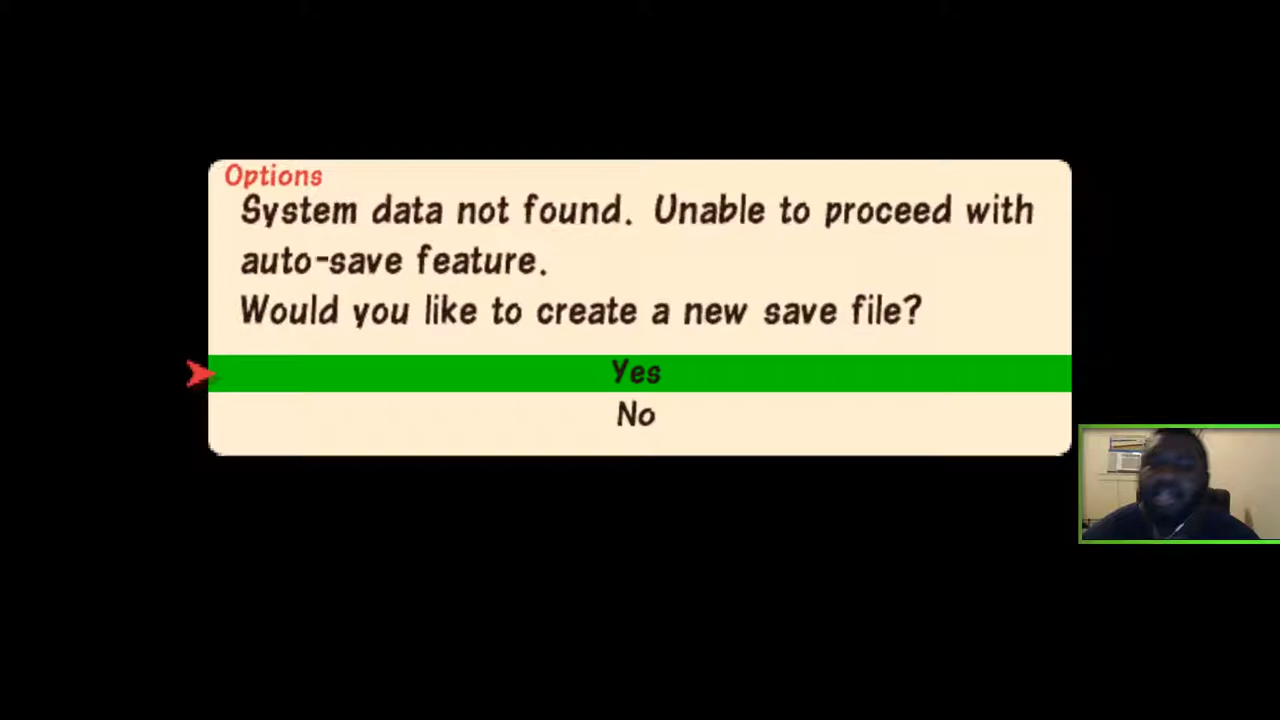 Options
System data not found. Unable to proceed with
auto-save feature.
Would you like to create a new save file?
Yes
No